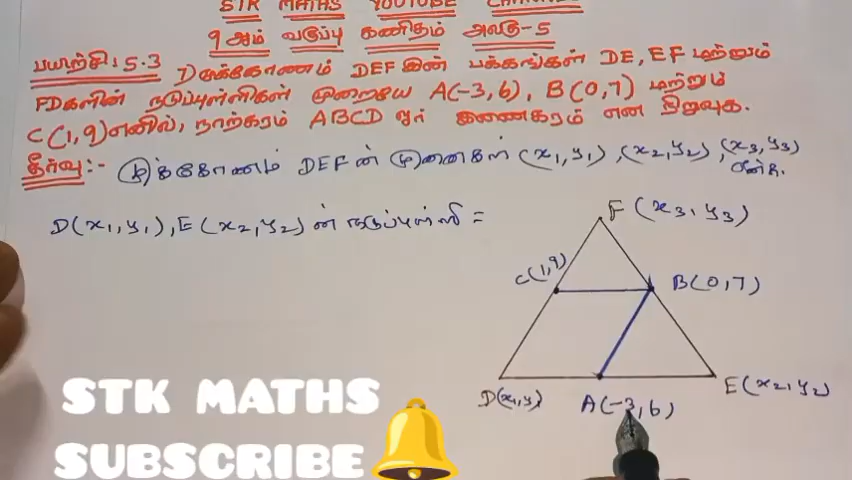 STK MATHS YOUTUBE CHANNEL
9 ஆம் வகுப்பு கணிதம் அலகு-5
பயிற்சி: 5.3 முக்கோணம் DEF இன் பக்கங்கள் DE, EF மற்றும்
FDகளின் நடுப்புள்ளிகள் முறையே A(-3,6), B(0,7) மற்றும்
C(1,9) எனில், நாற்கரம் ABCD ஓர் இணைகரம் என நிறுவுக.
தீர்வு:- முக்கோணம் DEFன் முனைகள் (x₁,y₁), (x₂,y₂), (x₃,y₃)
என்க.
D(x₁,y₁), E(x₂,y₂)ன் நடுப்புள்ளி =
F(x₃,y₃)
C(1,9)
B(0,7)
D(x₁,y₁)
A(-3,6)
E(x₂,y₂)
STK MATHS
SUBSCRIBE